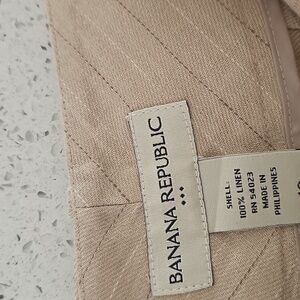 BANANA REPUBLIC
SHELL:
100% LINEN
RN 54023
MADE IN
PHILIPPINES